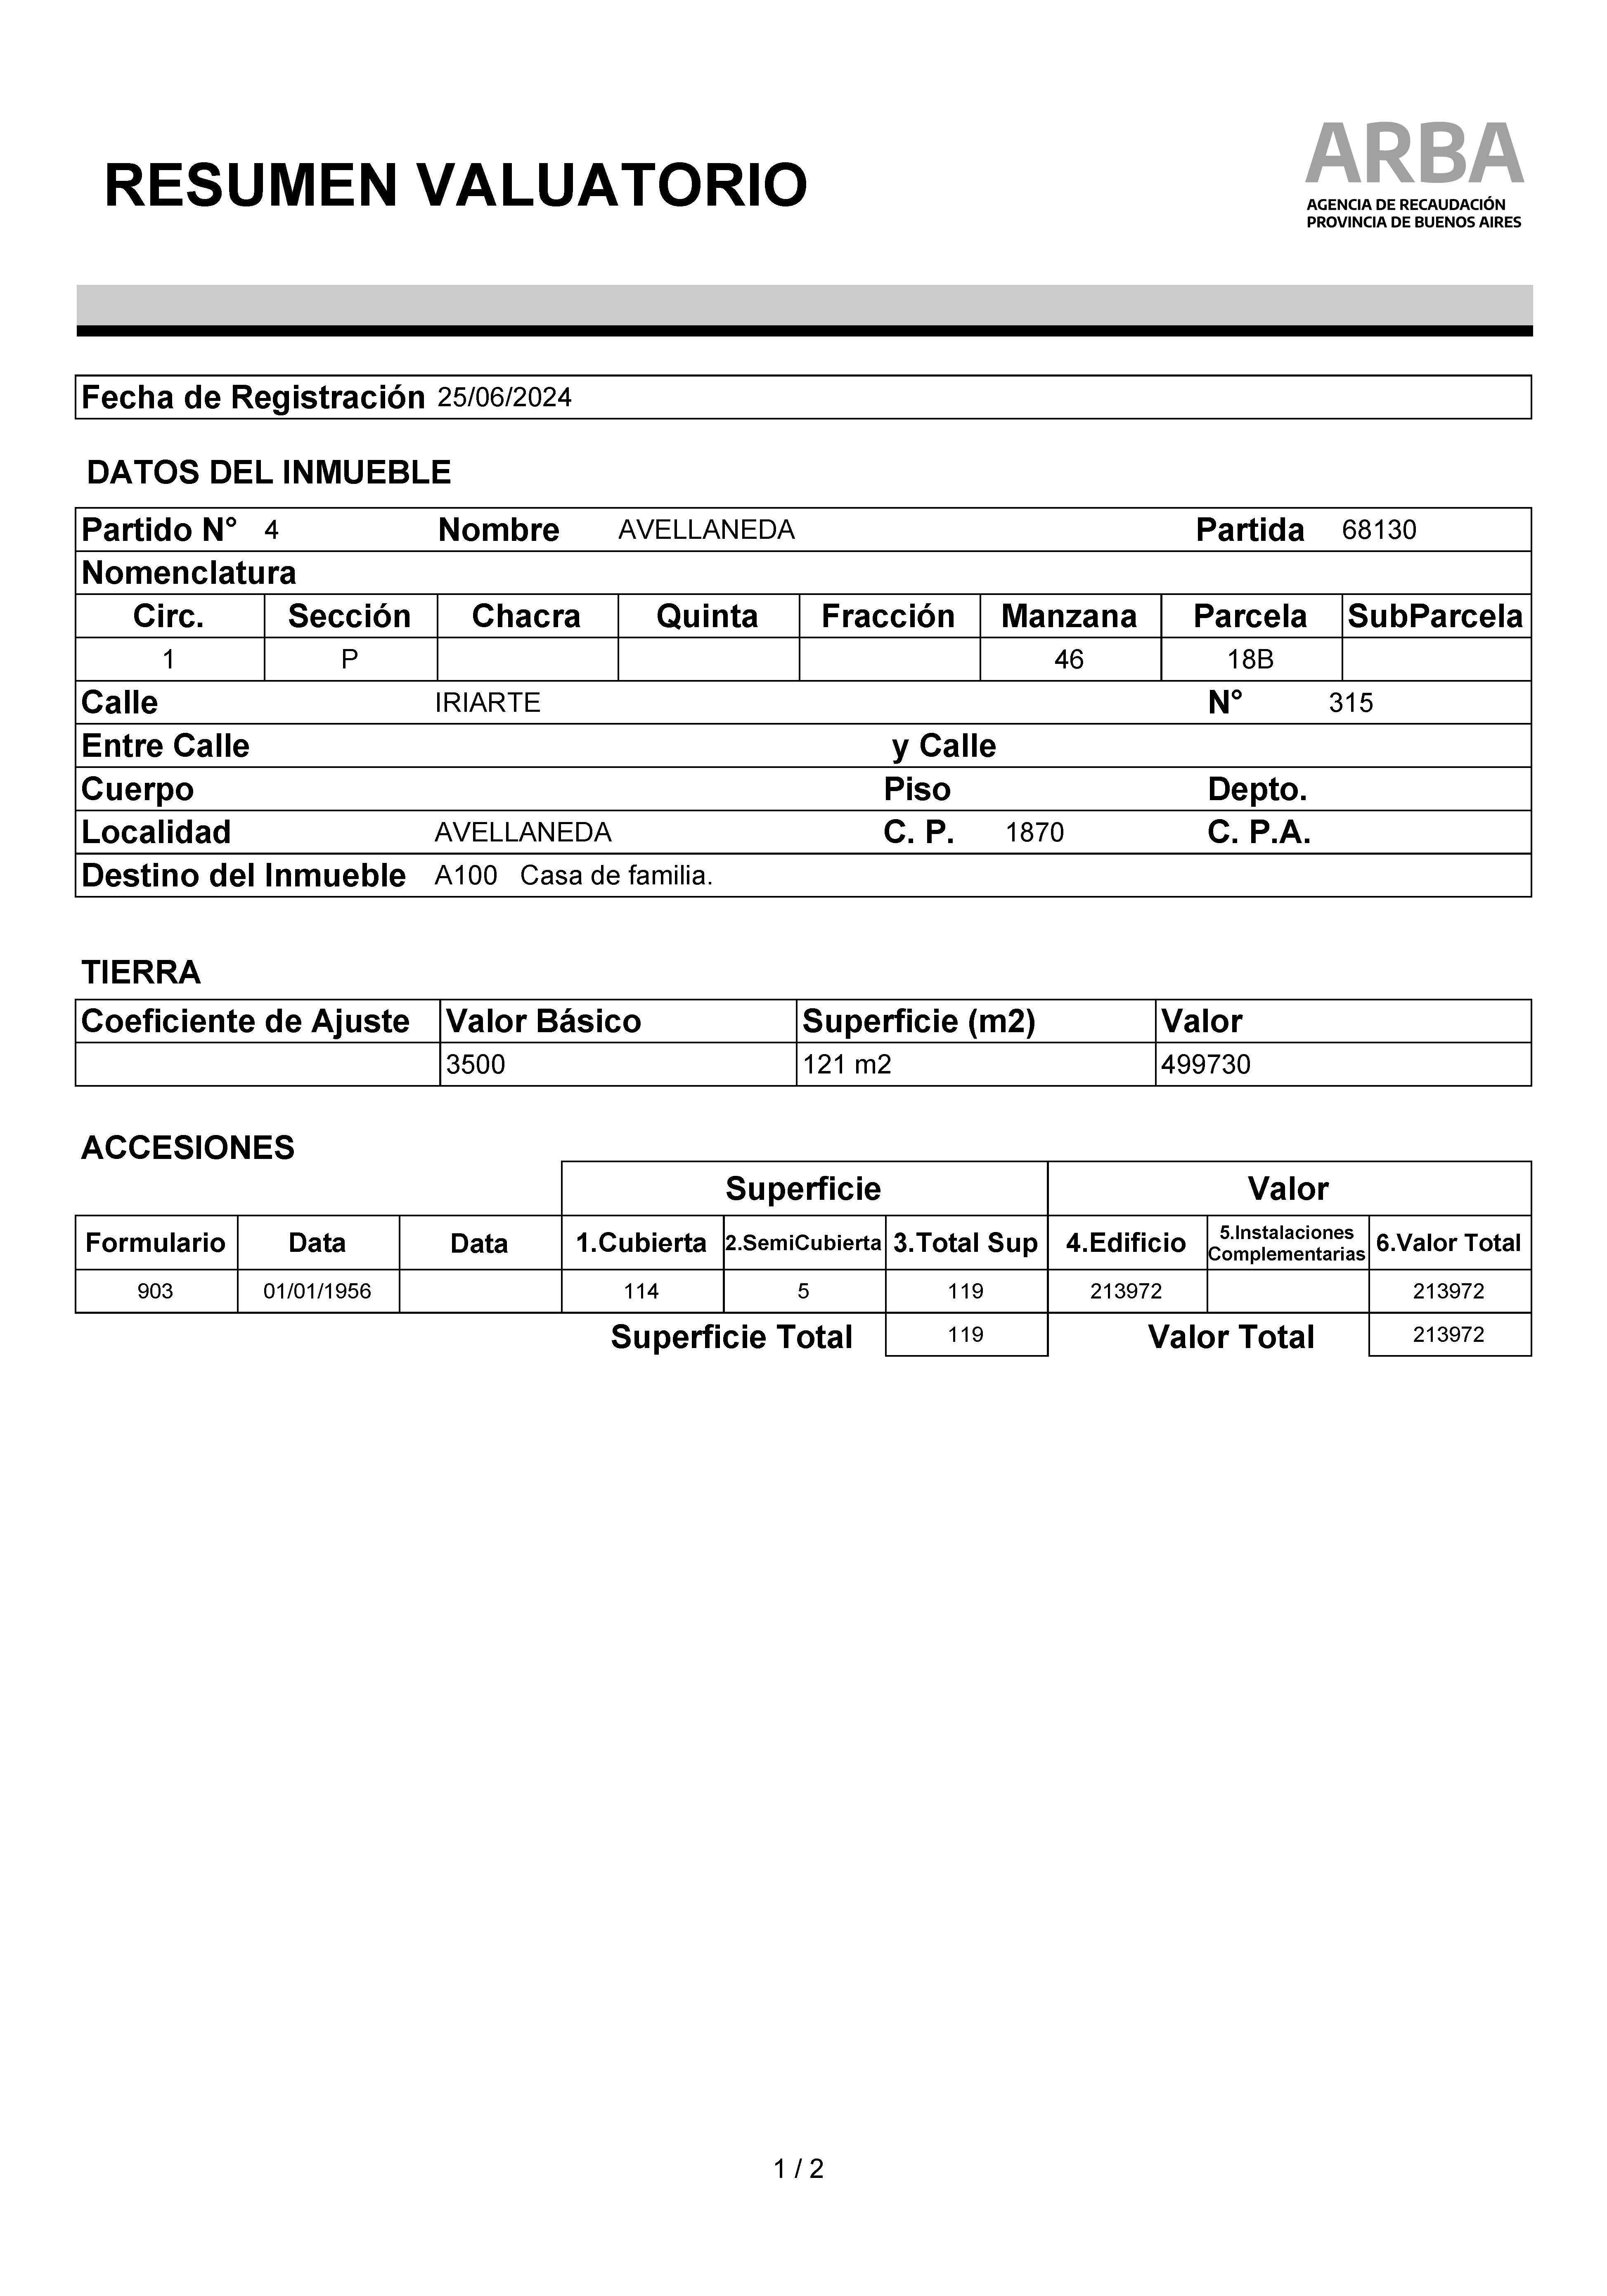 RESUMEN VALUATORIO
ARBA
AGENCIA DE RECAUDACIÓN
PROVINCIA DE BUENOS AIRES
Fecha de Registración 25/06/2024
DATOS DEL INMUEBLE
Partido N° 4 Nombre AVELLANEDA Partida 68130
Nomenclatura
Circ. Sección Chacra Quinta Fracción Manzana Parcela SubParcela
1 P 46 18B
Calle IRIARTE N° 315
Entre Calle y Calle
Cuerpo Piso Depto.
Localidad AVELLANEDA C. P. 1870 C. P.A.
Destino del Inmueble A100 Casa de familia.
TIERRA
Coeficiente de Ajuste Valor Básico Superficie (m2) Valor
3500 121 m2 499730
ACCESIONES
Superficie Valor
Formulario Data Data 1.Cubierta 2.SemiCubierta 3.Total Sup 4.Edificio 5.Instalaciones Complementarias 6.Valor Total
903 01/01/1956 114 5 119 213972 213972
Superficie Total 119 Valor Total 213972
1 / 2